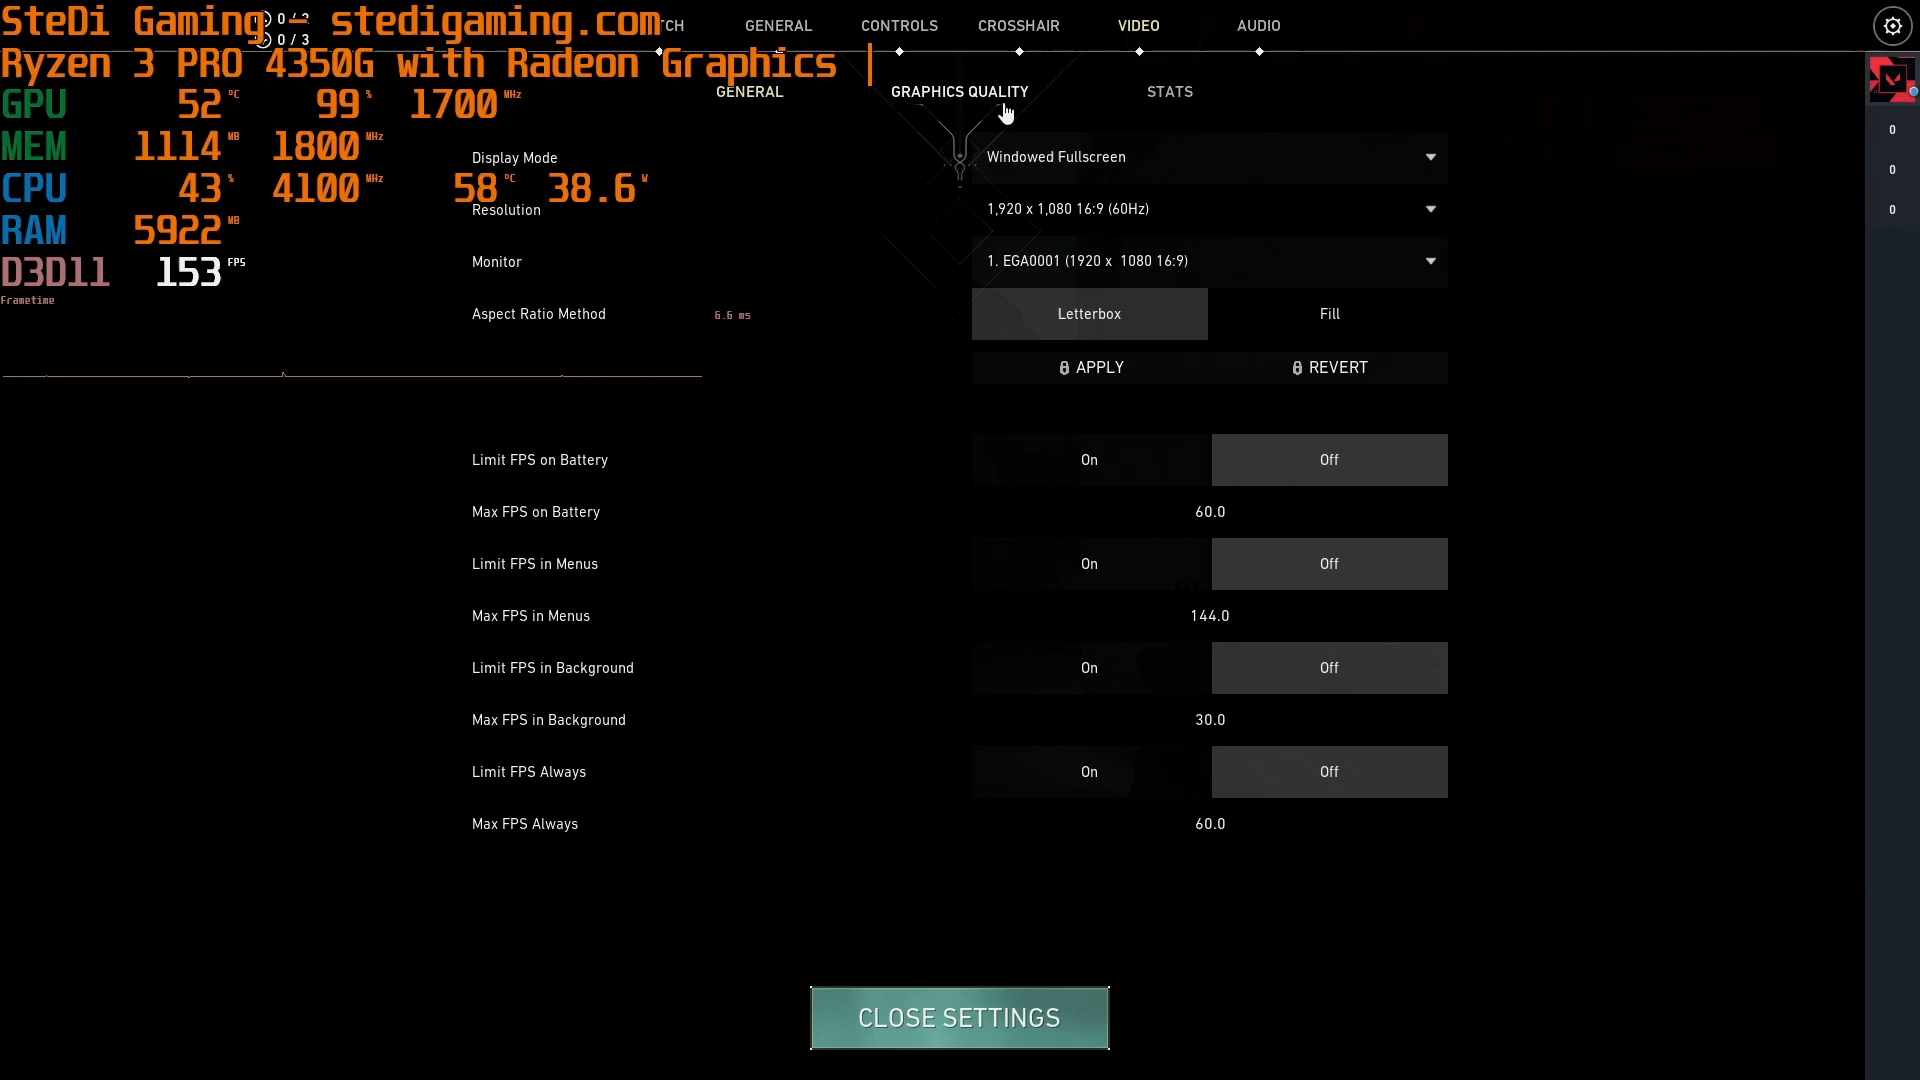 SteDi Gaming - stedigaming.com
0 / 3
TCH GENERAL CONTROLS CROSSHAIR VIDEO AUDIO
Ryzen 3 PRO 4350G with Radeon Graphics |
GENERAL GRAPHICS QUALITY STATS
GPU 52 °C 99 % 1700 MHz
MEM 1114 MB 1800 MHz
CPU 43 % 4100 MHz 58 °C 38.6 W
RAM 5922 MB
D3D11 153 FPS
Frametime
6.6 ms
Display Mode Windowed Fullscreen
Resolution 1,920 x 1,080 16:9 (60Hz)
Monitor 1. EGA0001 (1920 x 1080 16:9)
Aspect Ratio Method Letterbox Fill
APPLY REVERT
Limit FPS on Battery On Off
Max FPS on Battery 60.0
Limit FPS in Menus On Off
Max FPS in Menus 144.0
Limit FPS in Background On Off
Max FPS in Background 30.0
Limit FPS Always On Off
Max FPS Always 60.0
CLOSE SETTINGS
0
0
0